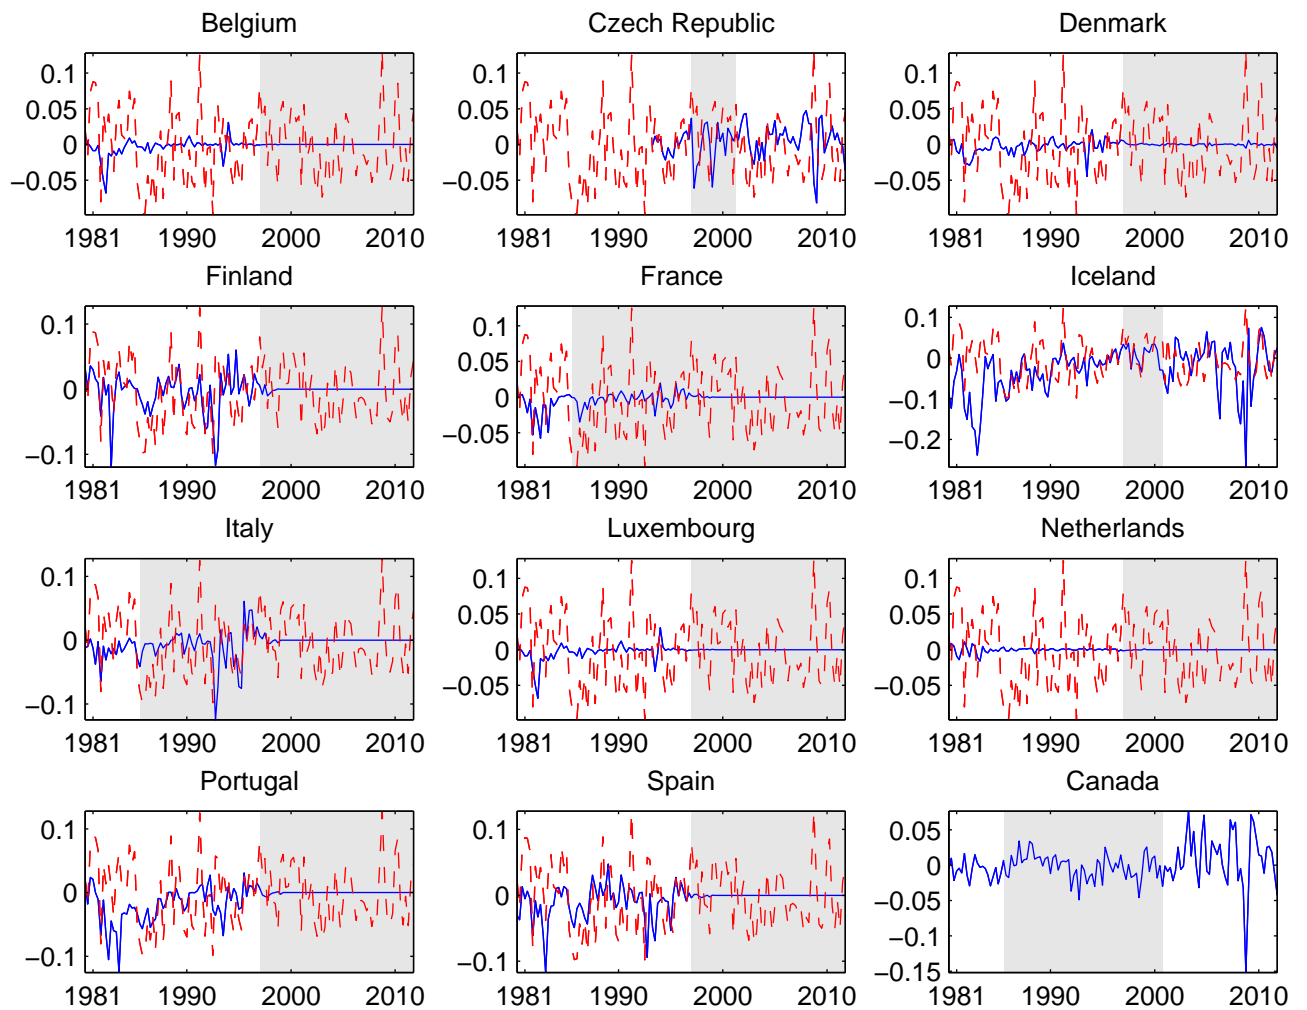 Belgium Czech Republic Denmark
0.1 0.1 0.1
0.05 0.05 0.05
0 0 0
−0.05 −0.05 −0.05
1981 1990 2000 2010 1981 1990 2000 2010 1981 1990 2000 2010
Finland France Iceland
0.1 0.1 0.1
0 0.05 0
−0.1 0 −0.1
−0.05 −0.2
1981 1990 2000 2010 1981 1990 2000 2010 1981 1990 2000 2010
Italy Luxembourg Netherlands
0.1 0.1 0.1
0 0.05 0.05
−0.1 0 0
−0.05 −0.05
1981 1990 2000 2010 1981 1990 2000 2010 1981 1990 2000 2010
Portugal Spain Canada
0.1 0.1 0.05
0 0 0
−0.1 −0.1 −0.05
−0.1
−0.15
1981 1990 2000 2010 1981 1990 2000 2010 1981 1990 2000 2010